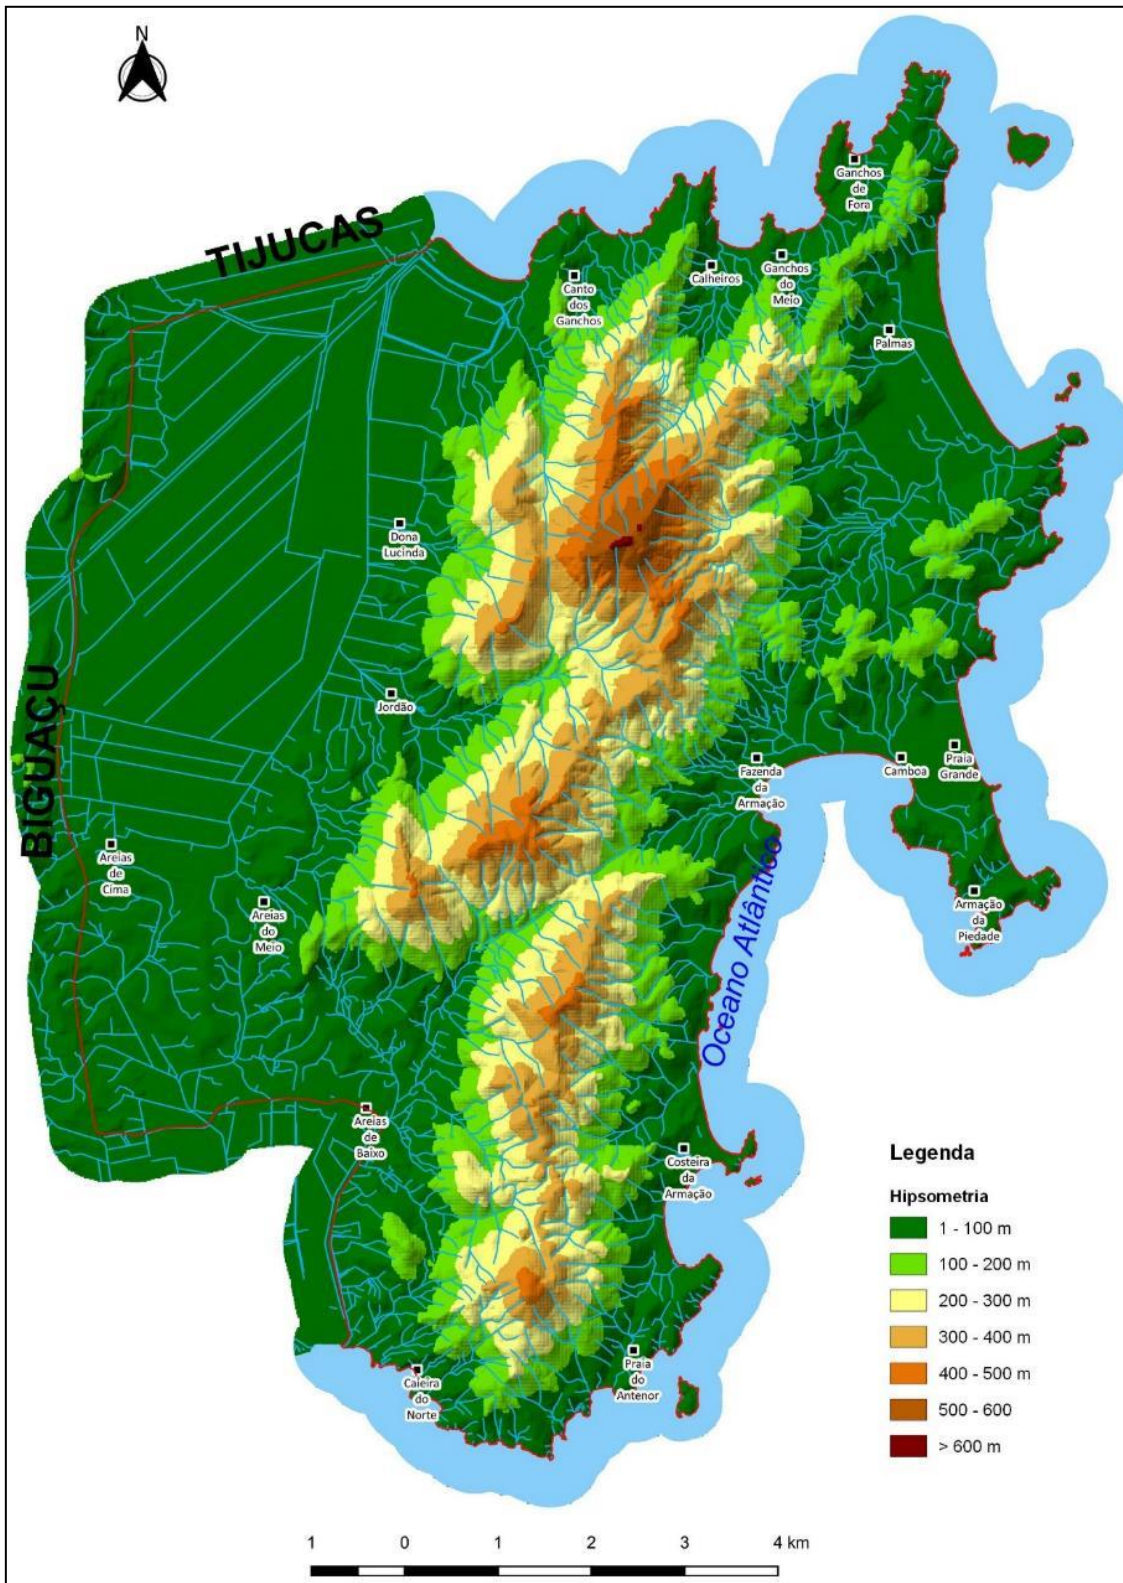 N
TIJUCAS
Ganchos
de
Fora
Canto
dos
Ganchos
Calheiros
Ganchos
do
Meio
Palmas
Dona
Lucinda
BIGUAÇU
Jordão
Fazenda
da
Armação
Camboa
Praia
Grande
Areias
de
Cima
Areias
do
Meio
Armação
da
Piedade
Oceano Atlântico
Areias
de
Baixo
Costeira
da
Armação
Caieira
do
Norte
Praia
do
Antenor
Legenda
Hipsometria
1 - 100 m
100 - 200 m
200 - 300 m
300 - 400 m
400 - 500 m
500 - 600
> 600 m
1 0 1 2 3 4 km